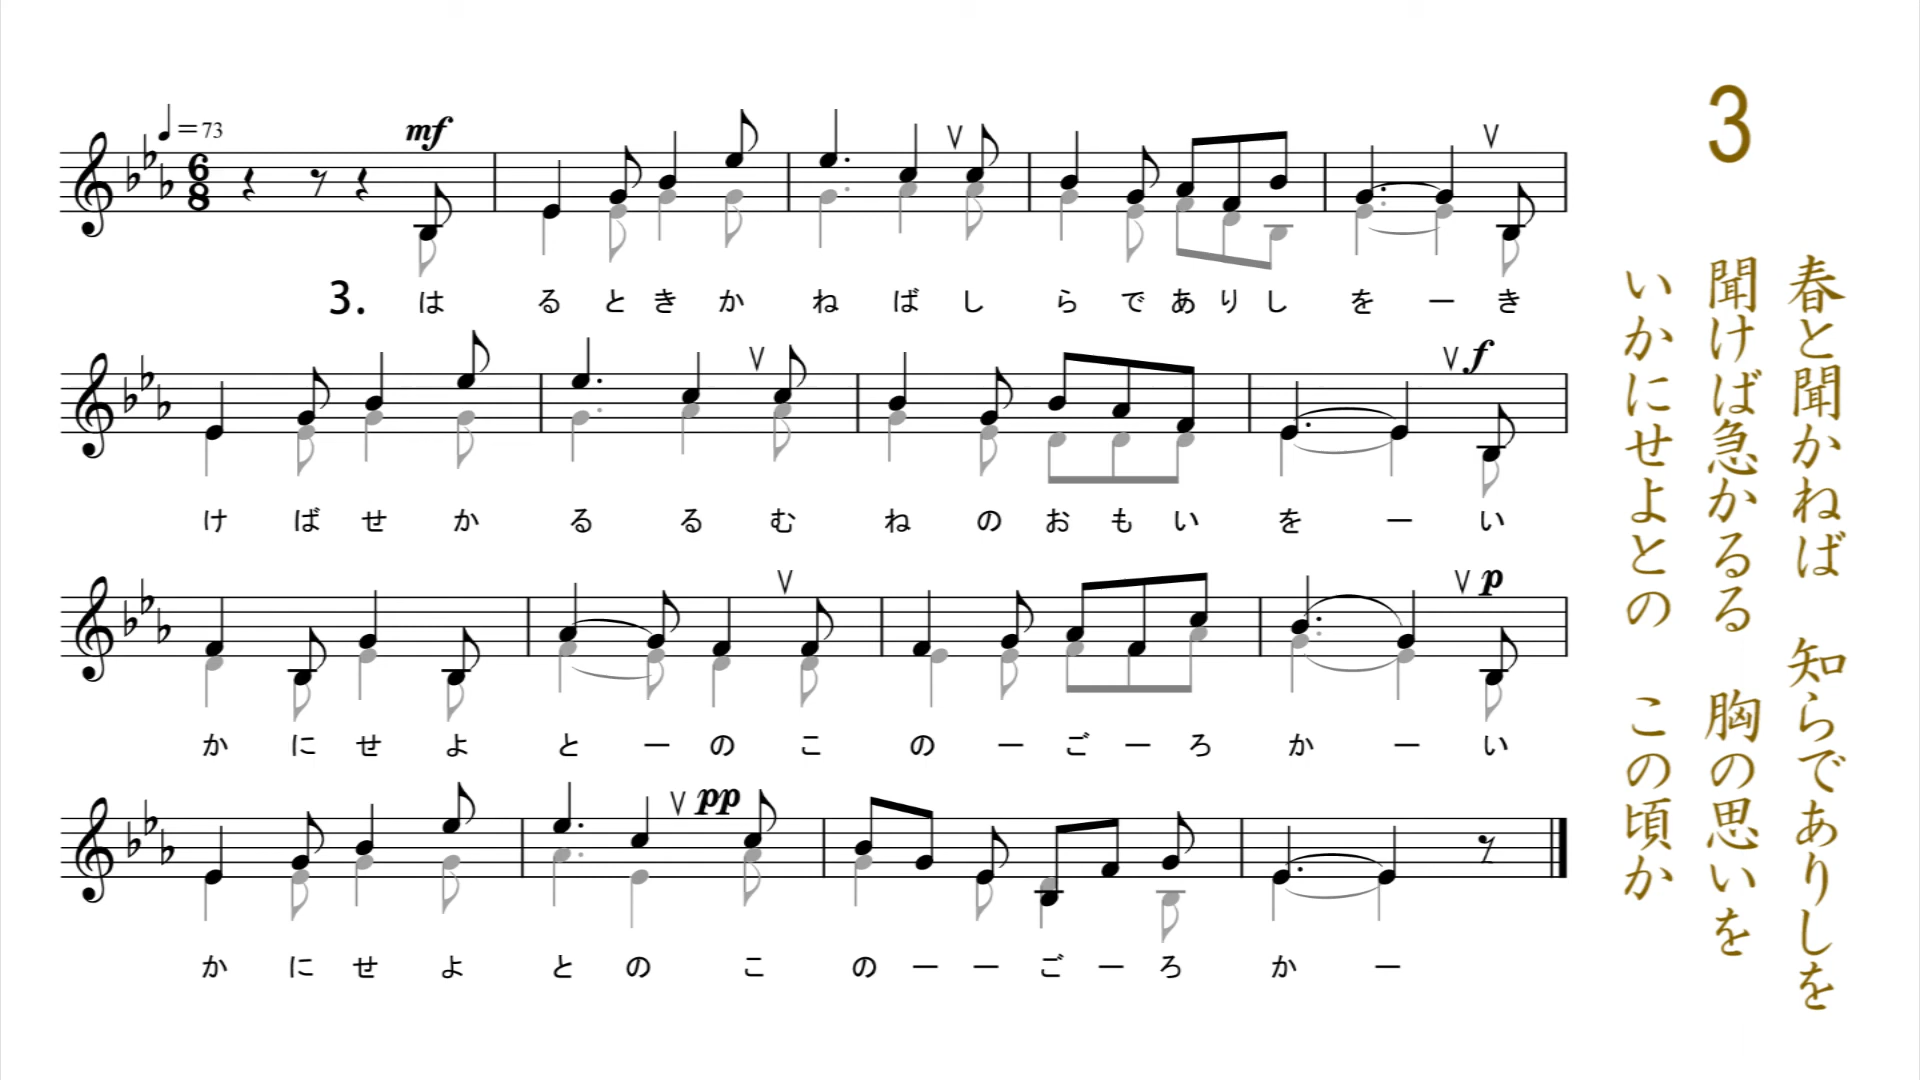 ♩=73
mf
3. は る と き か ね ば し ら で あ り し を ー き
f
け ば せ か る る む ね の お も い を ー い
p
か に せ よ と ー の こ の ー ご ー ろ か ー い
pp
か に せ よ と の こ の ー ー ご ー ろ か ー
3
春と聞かねば 知らでありしを
聞けば急かるる 胸の思いを
いかにせよとの この頃か